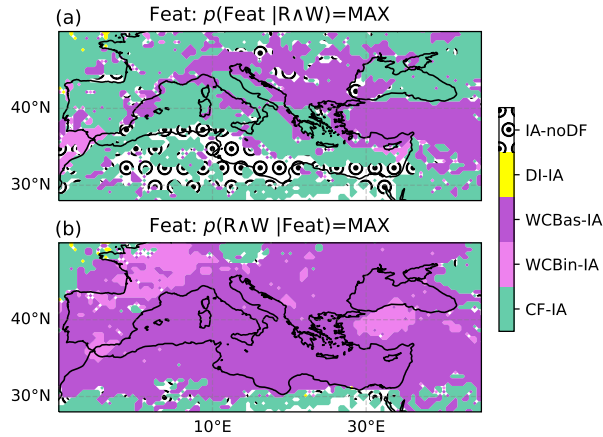 (a) Feat: p(Feat |R∧W)=MAX
40°N
30°N
(b) Feat: p(R∧W |Feat)=MAX
40°N
30°N
10°E 30°E
IA-noDF
DI-IA
WCBas-IA
WCBin-IA
CF-IA